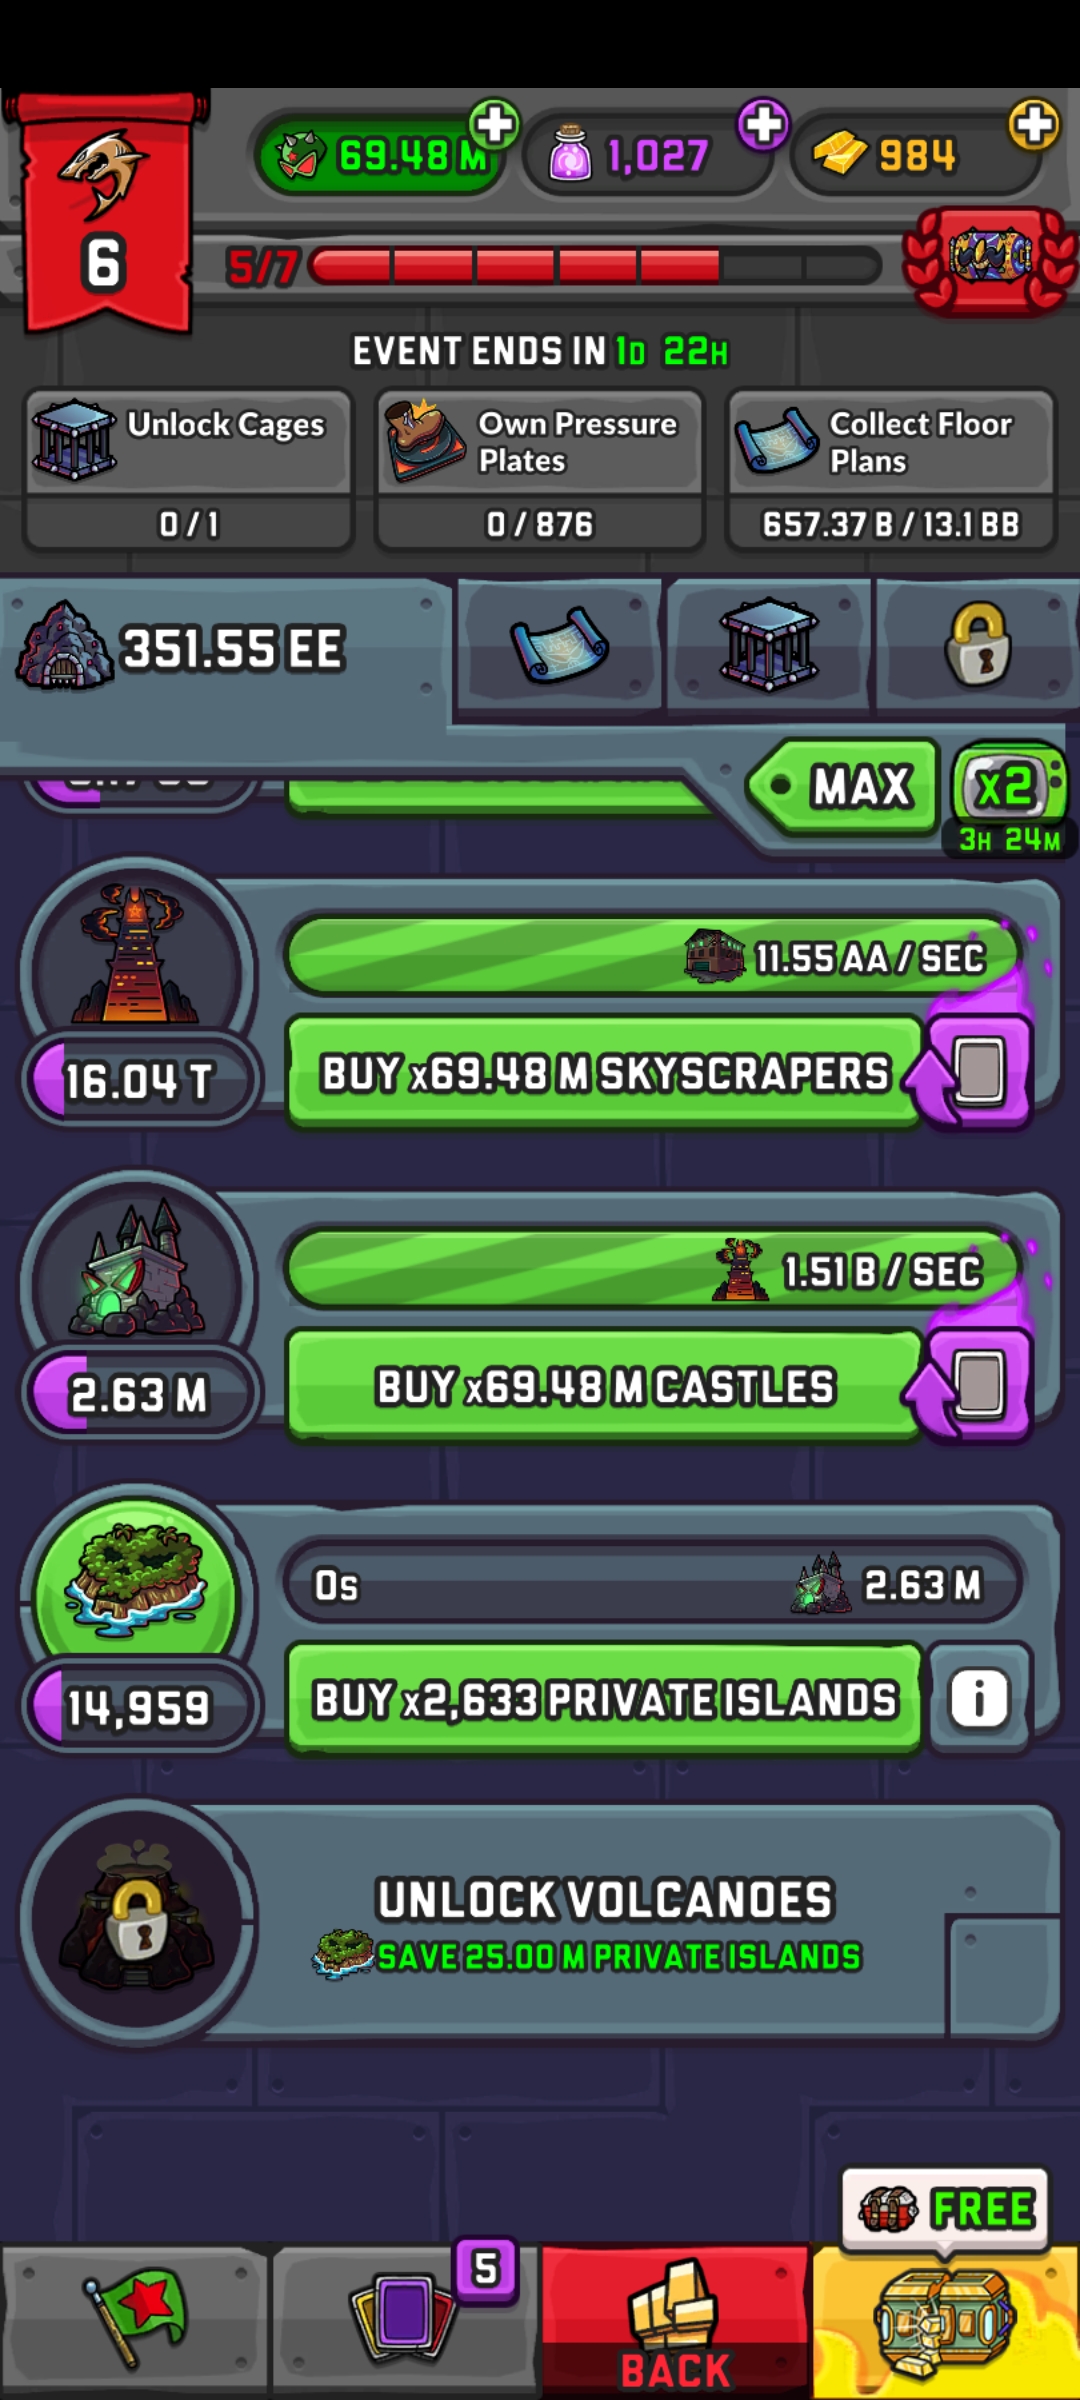 69.48 M
1,027
984
6
5/7
EVENT ENDS IN 1D 22H
Unlock Cages
0 / 1
Own Pressure
Plates
0 / 876
Collect Floor
Plans
657.37 B / 13.1 BB
351.55 EE
MAX
x2
3H 24M
11.55 AA / SEC
16.04 T
BUY x69.48 M SKYSCRAPERS
1.51 B / SEC
2.63 M
BUY x69.48 M CASTLES
0s
2.63 M
14,959
BUY x2,633 PRIVATE ISLANDS
i
UNLOCK VOLCANOES
SAVE 25.00 M PRIVATE ISLANDS
FREE
5
BACK